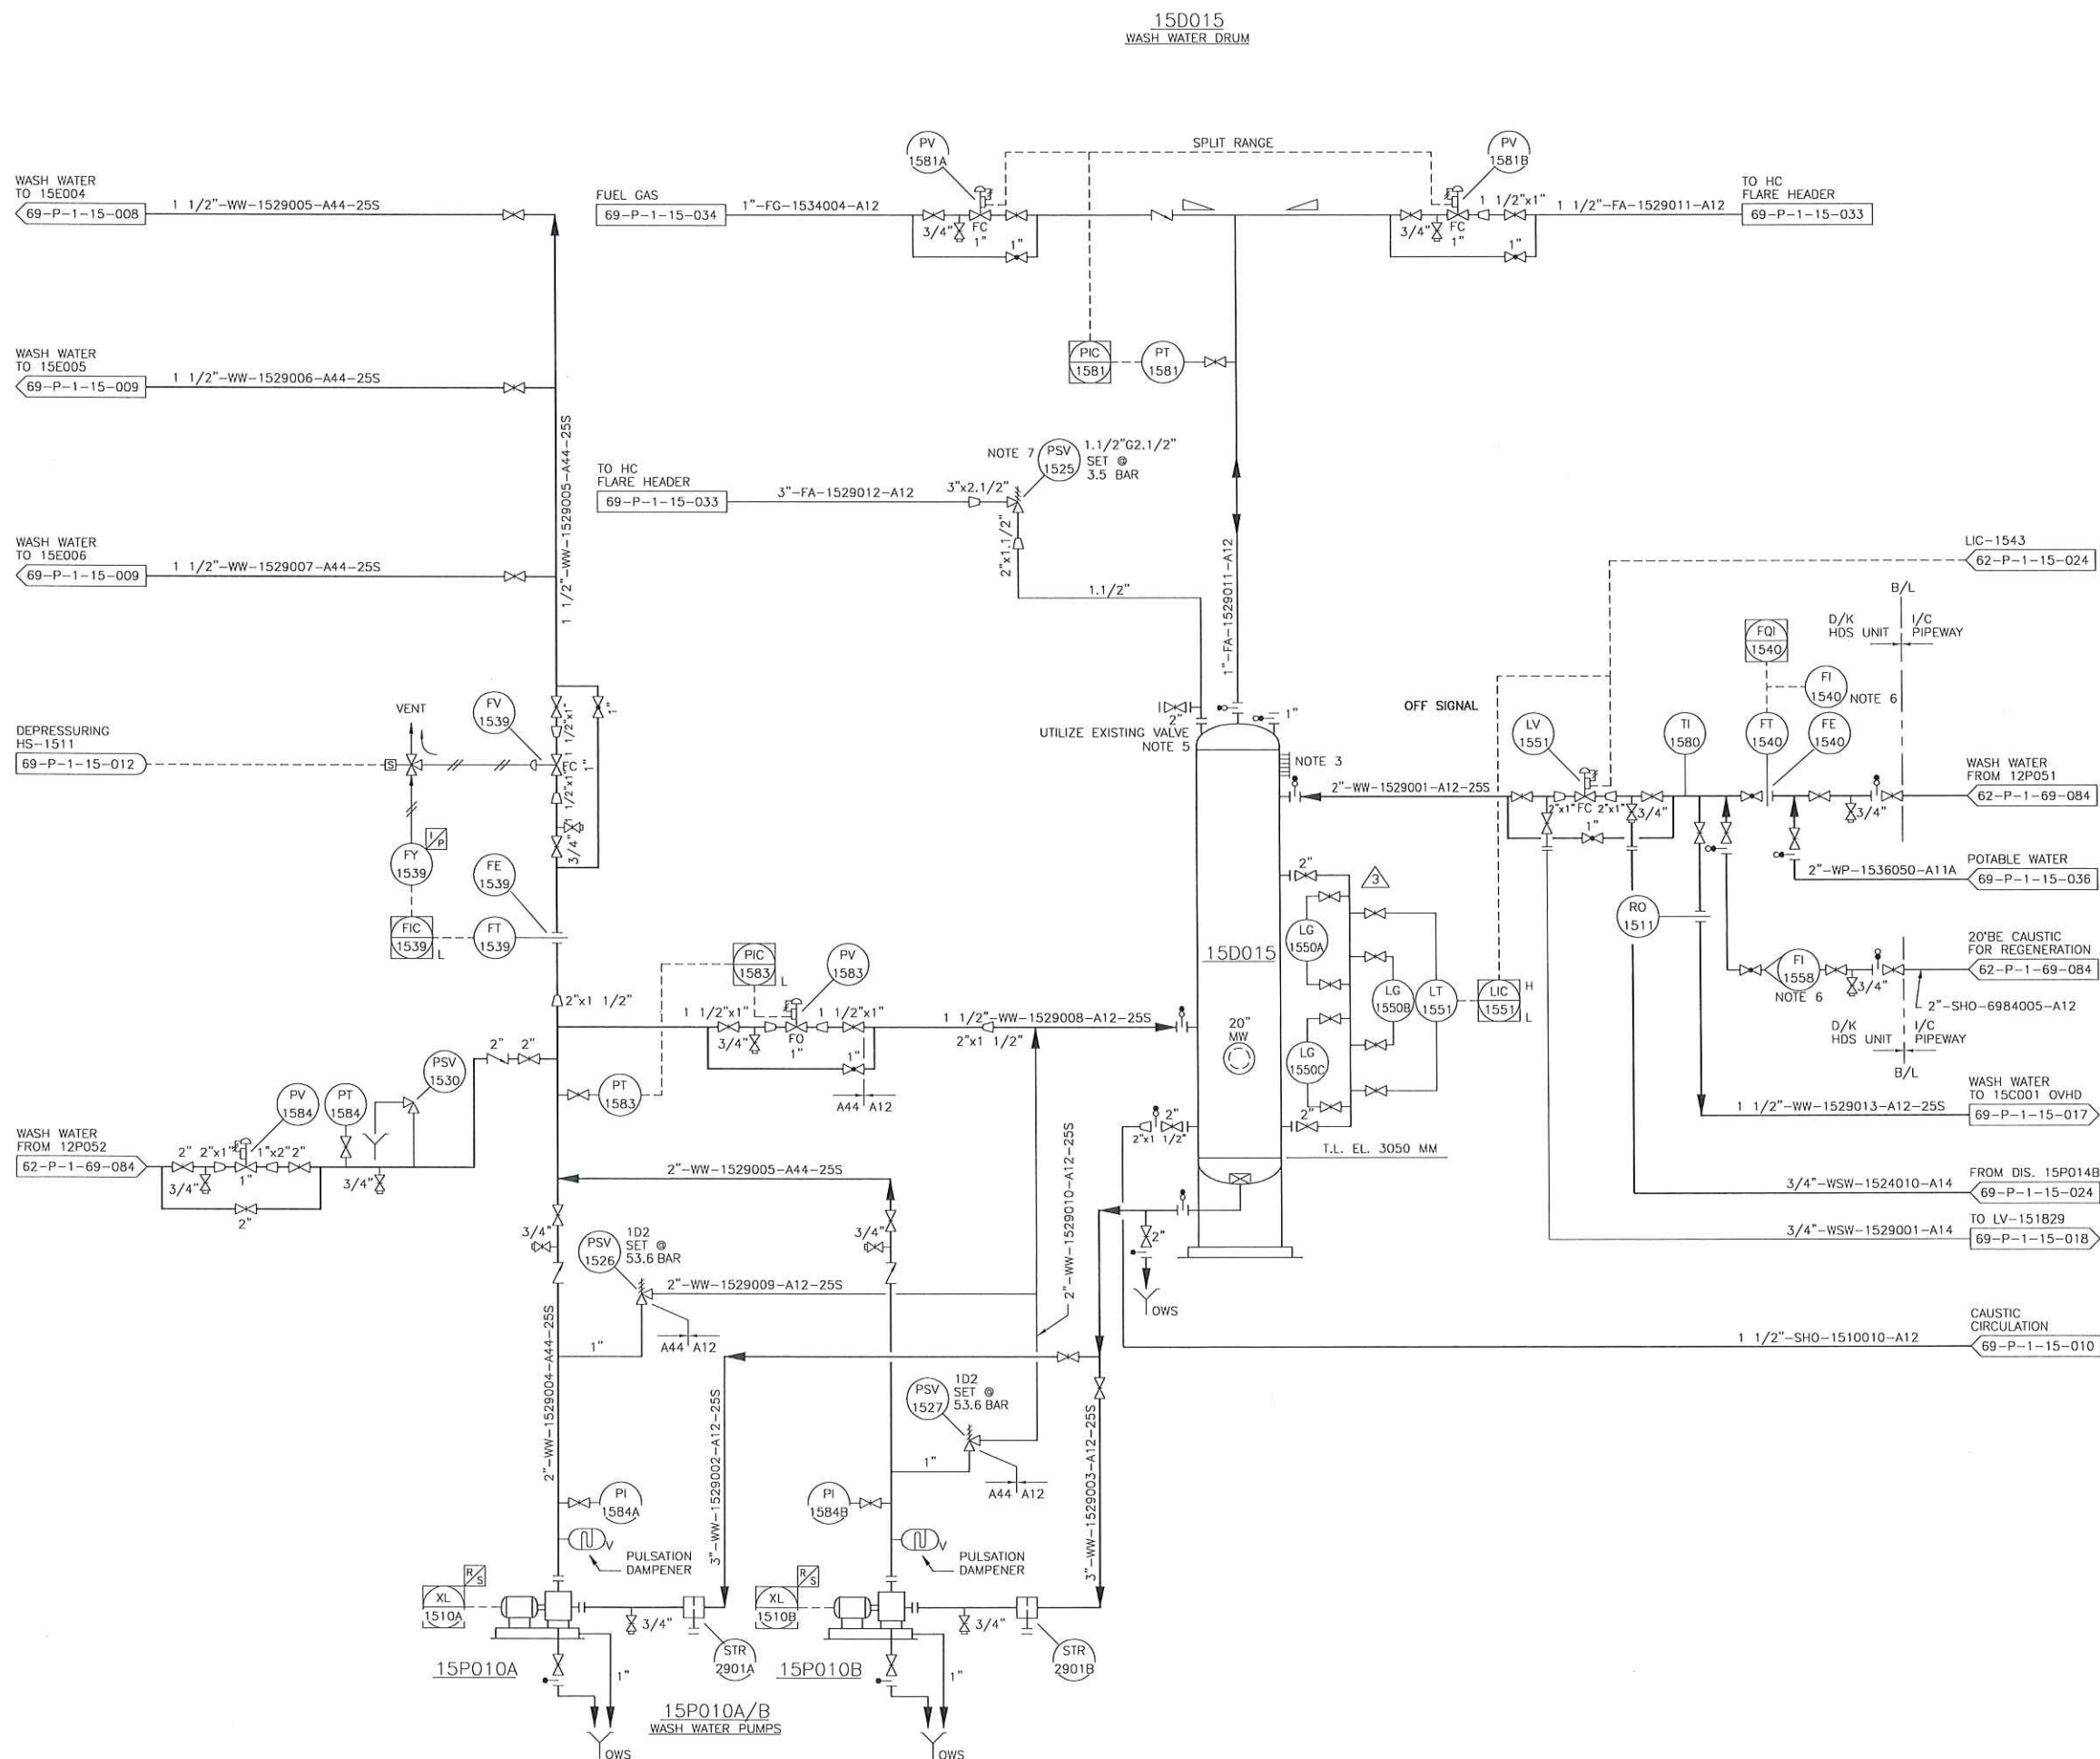 15D015
WASH WATER DRUM
PV
1581A
SPLIT RANGE
PV
1581B
WASH WATER
TO 15E004
69-P-1-15-008
1 1/2"-WW-1529005-A44-25S
FUEL GAS
69-P-1-15-034
1"-FG-1534004-A12
3/4"
FC
1"
1"
3/4"
FC
1"
1 1/2"x1"
1"
1 1/2"-FA-1529011-A12
TO HC
FLARE HEADER
69-P-1-15-033
PIC
1581
PT
1581
WASH WATER
TO 15E005
69-P-1-15-009
1 1/2"-WW-1529006-A44-25S
1 1/2"-WW-1529005-A44-25S
TO HC
FLARE HEADER
69-P-1-15-033
3"-FA-1529012-A12
3"x2.1/2"
NOTE 7
PSV
1525
1.1/2"G2.1/2"
SET @
3.5 BAR
2"x1.1/2"
1.1/2"
1"-FA-1529011-A12
WASH WATER
TO 15E006
69-P-1-15-009
1 1/2"-WW-1529007-A44-25S
LIC-1543
62-P-1-15-024
B/L
D/K
HDS UNIT
I/C
PIPEWAY
FQI
1540
FI
1540
NOTE 6
OFF SIGNAL
LV
1551
TI
1580
FT
1540
FE
1540
DEPRESSURING
HS-1511
69-P-1-15-012
VENT
S
FV
1539
1 1/2"x1"
FC
1"
1"
1 1/2"x1"
3/4"
FY
1539
I/P
FE
1539
FIC
1539
L
FT
1539
UTILIZE EXISTING VALVE
NOTE 5
2"
1"
NOTE 3
2"-WW-1529001-A12-25S
2"x1"
FC
2"x1"
3/4"
1"
3/4"
WASH WATER
FROM 12P051
62-P-1-69-084
2"-WP-1536050-A11A
POTABLE WATER
69-P-1-15-036
RO
1511
20°BE CAUSTIC
FOR REGENERATION
62-P-1-69-084
FI
1558
NOTE 6
3/4"
2"-SHO-6984005-A12
D/K
HDS UNIT
I/C
PIPEWAY
B/L
2"
3
LG
1550A
LG
1550B
LG
1550C
LT
1551
LIC
1551
H
L
15D015
20"
MW
2"
T.L. EL. 3050 MM
2"x1 1/2"
PIC
1583
L
PV
1583
1 1/2"x1"
3/4"
FO
1"
1 1/2"x1"
1"
A44
A12
1 1/2"-WW-1529008-A12-25S
2"x1 1/2"
PT
1583
2"
2"
PSV
1530
PV
1584
PT
1584
WASH WATER
FROM 12P052
62-P-1-69-084
2"
2"x1"
1"x2"
2"
3/4"
1"
2"
3/4"
2"
2"x1 1/2"
2"
OWS
1 1/2"-WW-1529013-A12-25S
WASH WATER
TO 15C001 OVHD
69-P-1-15-017
3/4"-WSW-1524010-A14
FROM DIS. 15P014B
69-P-1-15-024
3/4"-WSW-1529001-A14
TO LV-151829
69-P-1-15-018
CAUSTIC
CIRCULATION
1 1/2"-SHO-1510010-A12
69-P-1-15-010
2"-WW-1529005-A44-25S
3/4"
3/4"
PSV
1526
1D2
SET @
53.6 BAR
2"-WW-1529009-A12-25S
2"-WW-1529010-A12-25S
1"
A44
A12
2"-WW-1529004-A44-25S
3"-WW-1529002-A12-25S
PSV
1527
1D2
SET @
53.6 BAR
1"
A44
A12
3"-WW-1529003-A12-25S
PI
1584A
PI
1584B
V
PULSATION
DAMPENER
V
PULSATION
DAMPENER
XL
1510A
R/S
3/4"
STR
2901A
XL
1510B
R/S
3/4"
STR
2901B
15P010A
1"
15P010B
1"
15P010A/B
WASH WATER PUMPS
OWS
OWS